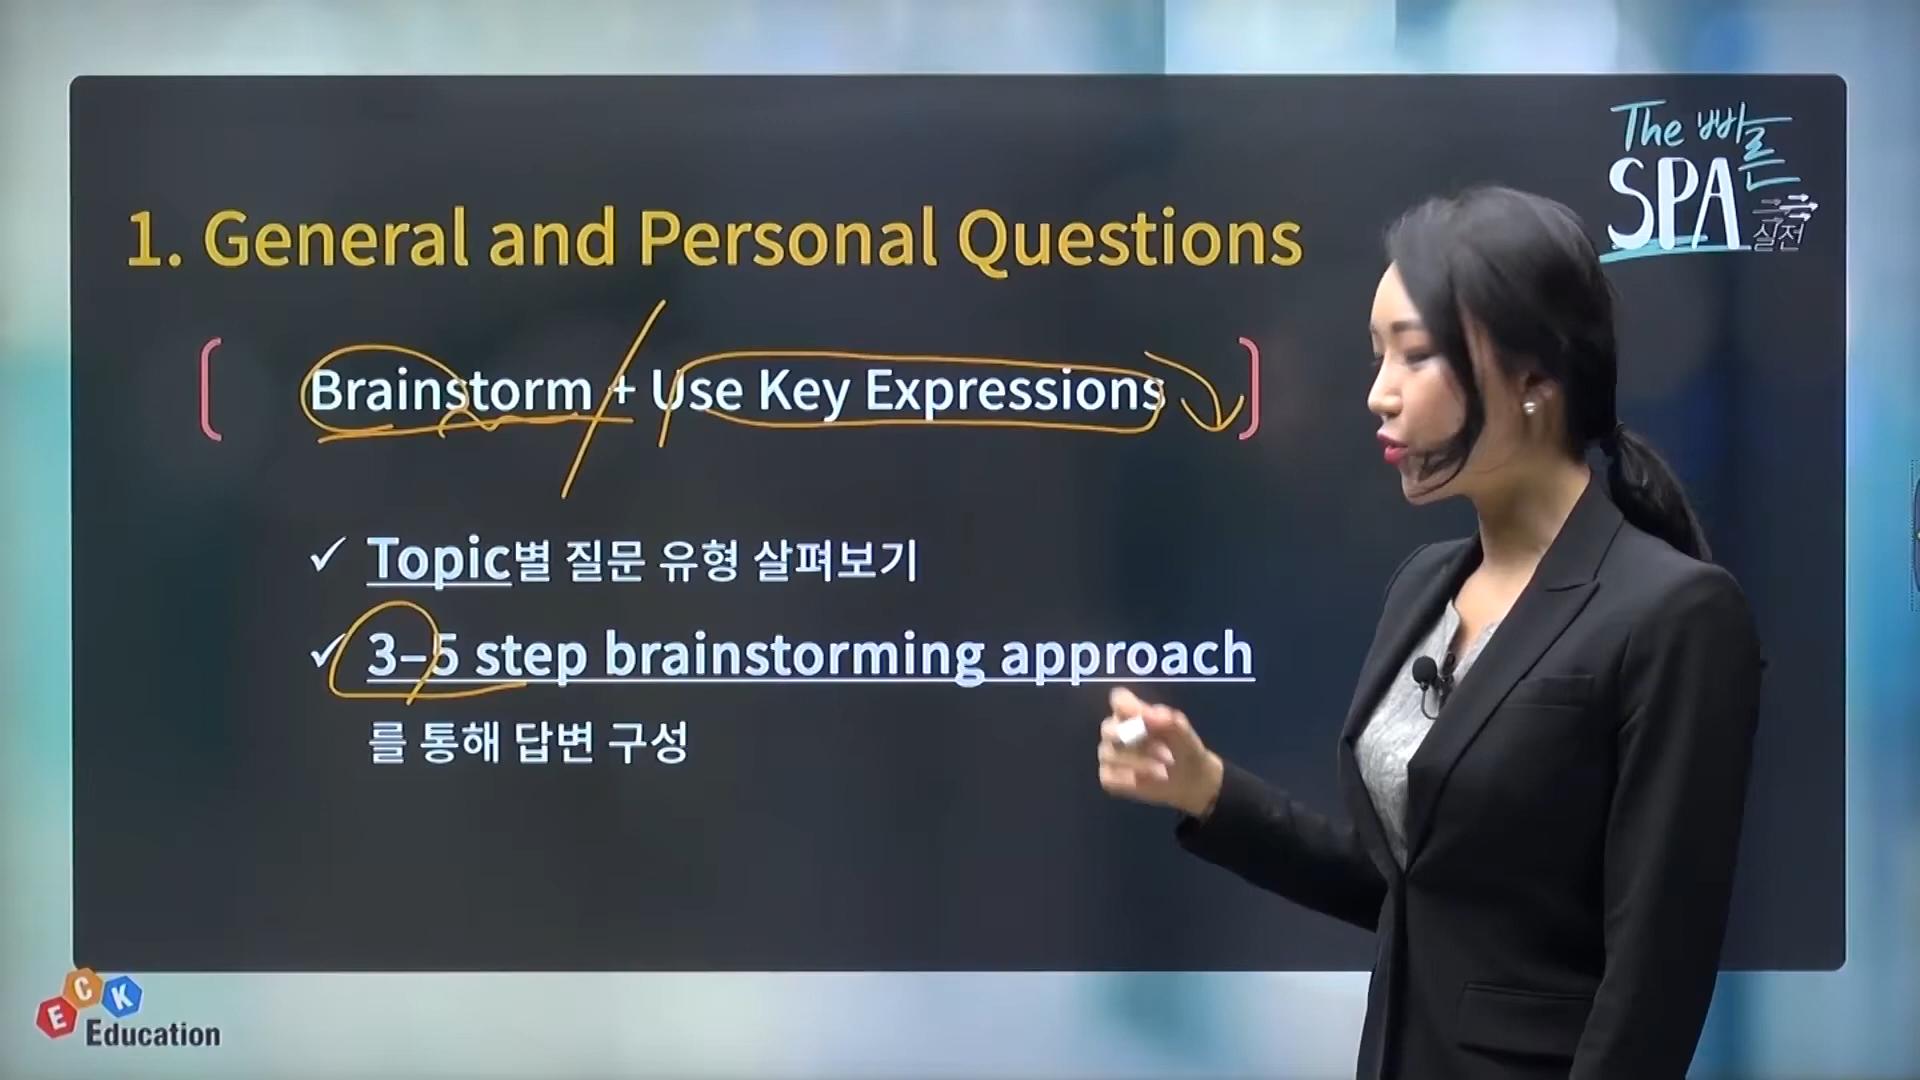 The 빠른
SPA
실전
1. General and Personal Questions
[ Brainstorm + Use Key Expressions ]
✓ Topic별 질문 유형 살펴보기
✓ 3–5 step brainstorming approach
를 통해 답변 구성
ECK
Education